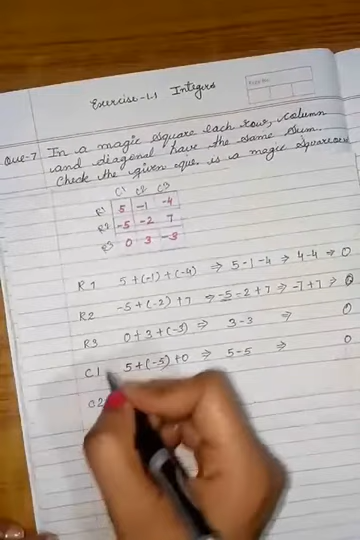 Exercise-1.1 Integers
Que-7 In a magic square each row, column
and diagonal have the same sum.
Check the given que. is a magic square or
C1 C2 C3
R1 5 -1 -4
R2 -5 -2 7
R3 0 3 -3
R1 5+(-1)+(-4) ⇒ 5-1-4 ⇒ 4-4 ⇒ 0
R2 -5+(-2)+7 ⇒ -5-2+7 ⇒ -7+7 ⇒ 0
R3 0+3+(-3) ⇒ 3-3 ⇒ 0
C1 5+(-5)+0 ⇒ 5-5 ⇒ 0
C2